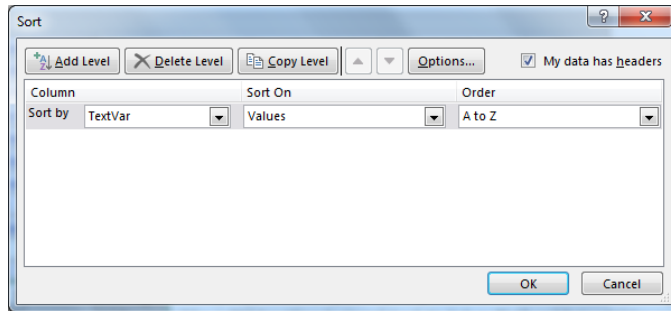 Sort
Add Level Delete Level Copy Level Options... My data has headers
Column Sort On Order
Sort by TextVar Values A to Z
OK Cancel